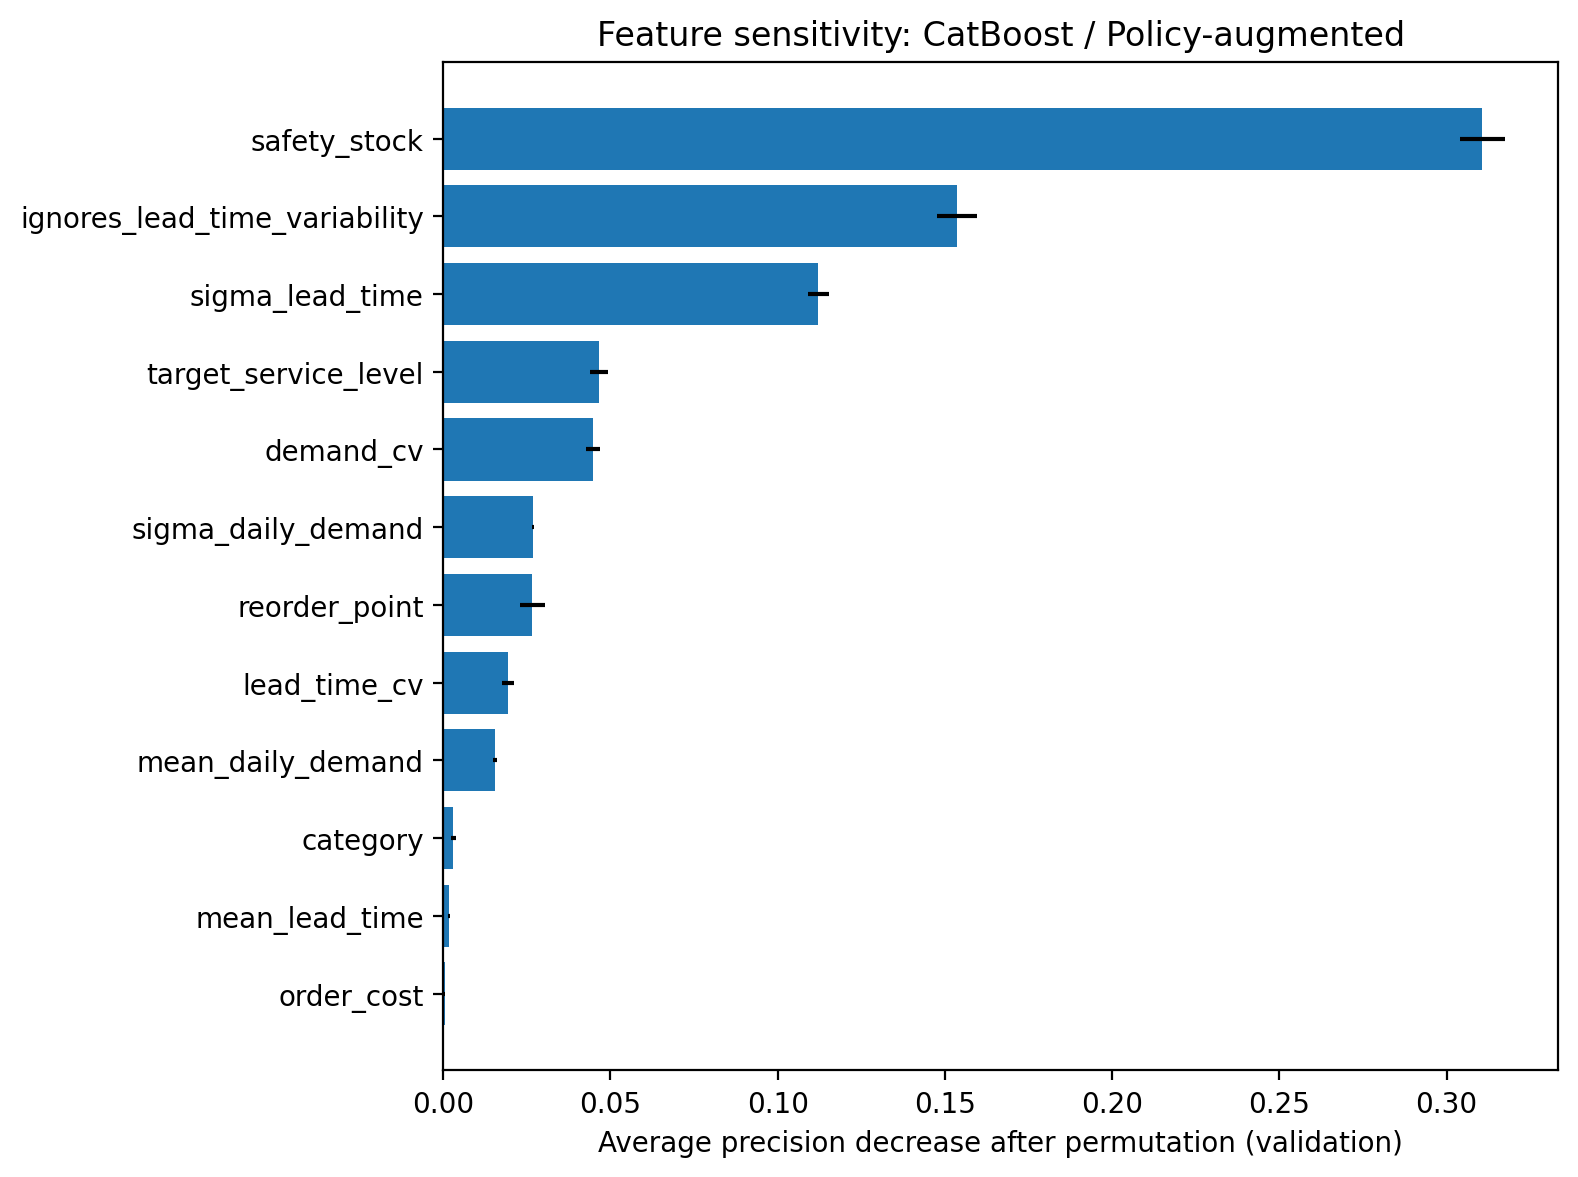 Feature sensitivity: CatBoost / Policy-augmented
safety_stock
ignores_lead_time_variability
sigma_lead_time
target_service_level
demand_cv
sigma_daily_demand
reorder_point
lead_time_cv
mean_daily_demand
category
mean_lead_time
order_cost
0.00 0.05 0.10 0.15 0.20 0.25 0.30
Average precision decrease after permutation (validation)